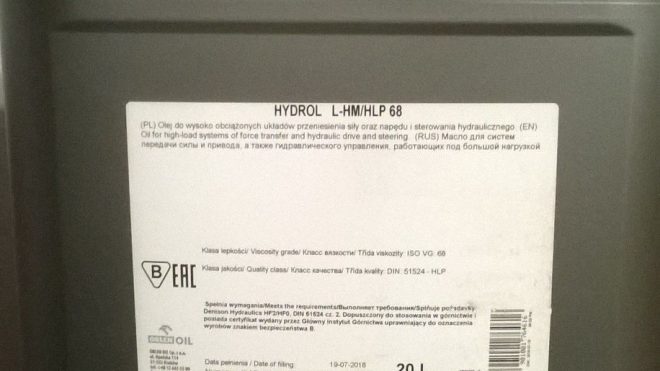 HYDROL L-HM/HLP 68
(PL) Olej do wysoko obciążonych układów przeniesienia siły oraz napędu i sterowania hydraulicznego. (EN)
Oil for high-load systems of force transfer and hydraulic drive and steering. (RUS) Масло для систем
передачи силы и привода, а также гидравлического управления, работающих под большой нагрузкой
Klasa lepkości/ Viscosity grade/ Класс вязкости/ Třída viskozity: ISO VG: 68
Klasa jakości/ Quality class/ Класс качества/ Třída kvality: DIN: 51524 - HLP
B EAC
Spełnia wymagania/Meets the requirements/Выполняет требования/Splňuje požadavky:
Denison Hydraulics HF2/HF0, DIN 51524 cz. 2. Dopuszczony do stosowania w górnictwie i
posiada certyfikat wydany przez Główny Instytut Górnictwa uprawniający do oznaczania
wyrobów znakiem bezpieczeństwa B.
ORLEN OIL
Data pełnienia / Date of filling: 19-07-2018 20 L